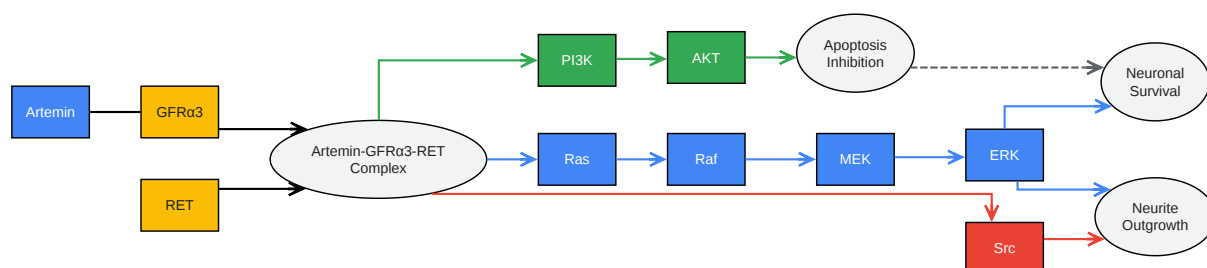 Artemin
GFRα3
RET
Artemin-GFRα3-RET
Complex
PI3K
AKT
Apoptosis
Inhibition
Ras
Raf
MEK
ERK
Src
Neuronal
Survival
Neurite
Outgrowth